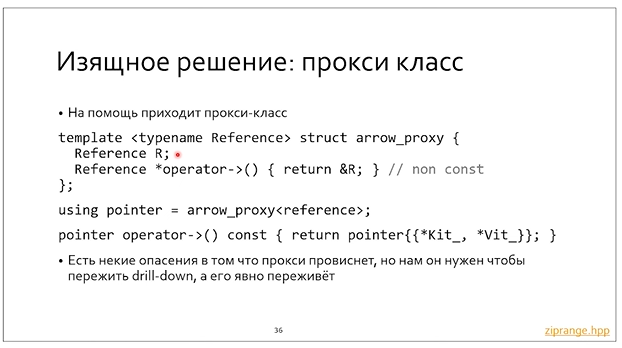 Изящное решение: прокси класс
• На помощь приходит прокси-класс
template <typename Reference> struct arrow_proxy {
  Reference R;
  Reference *operator->() { return &R; } // non const
};
using pointer = arrow_proxy<reference>;
pointer operator->() const { return pointer{{*Kit_, *Vit_}}; }
• Есть некие опасения в том что прокси провиснет, но нам он нужен чтобы
пережить drill-down, а его явно переживёт
36
ziprange.hpp